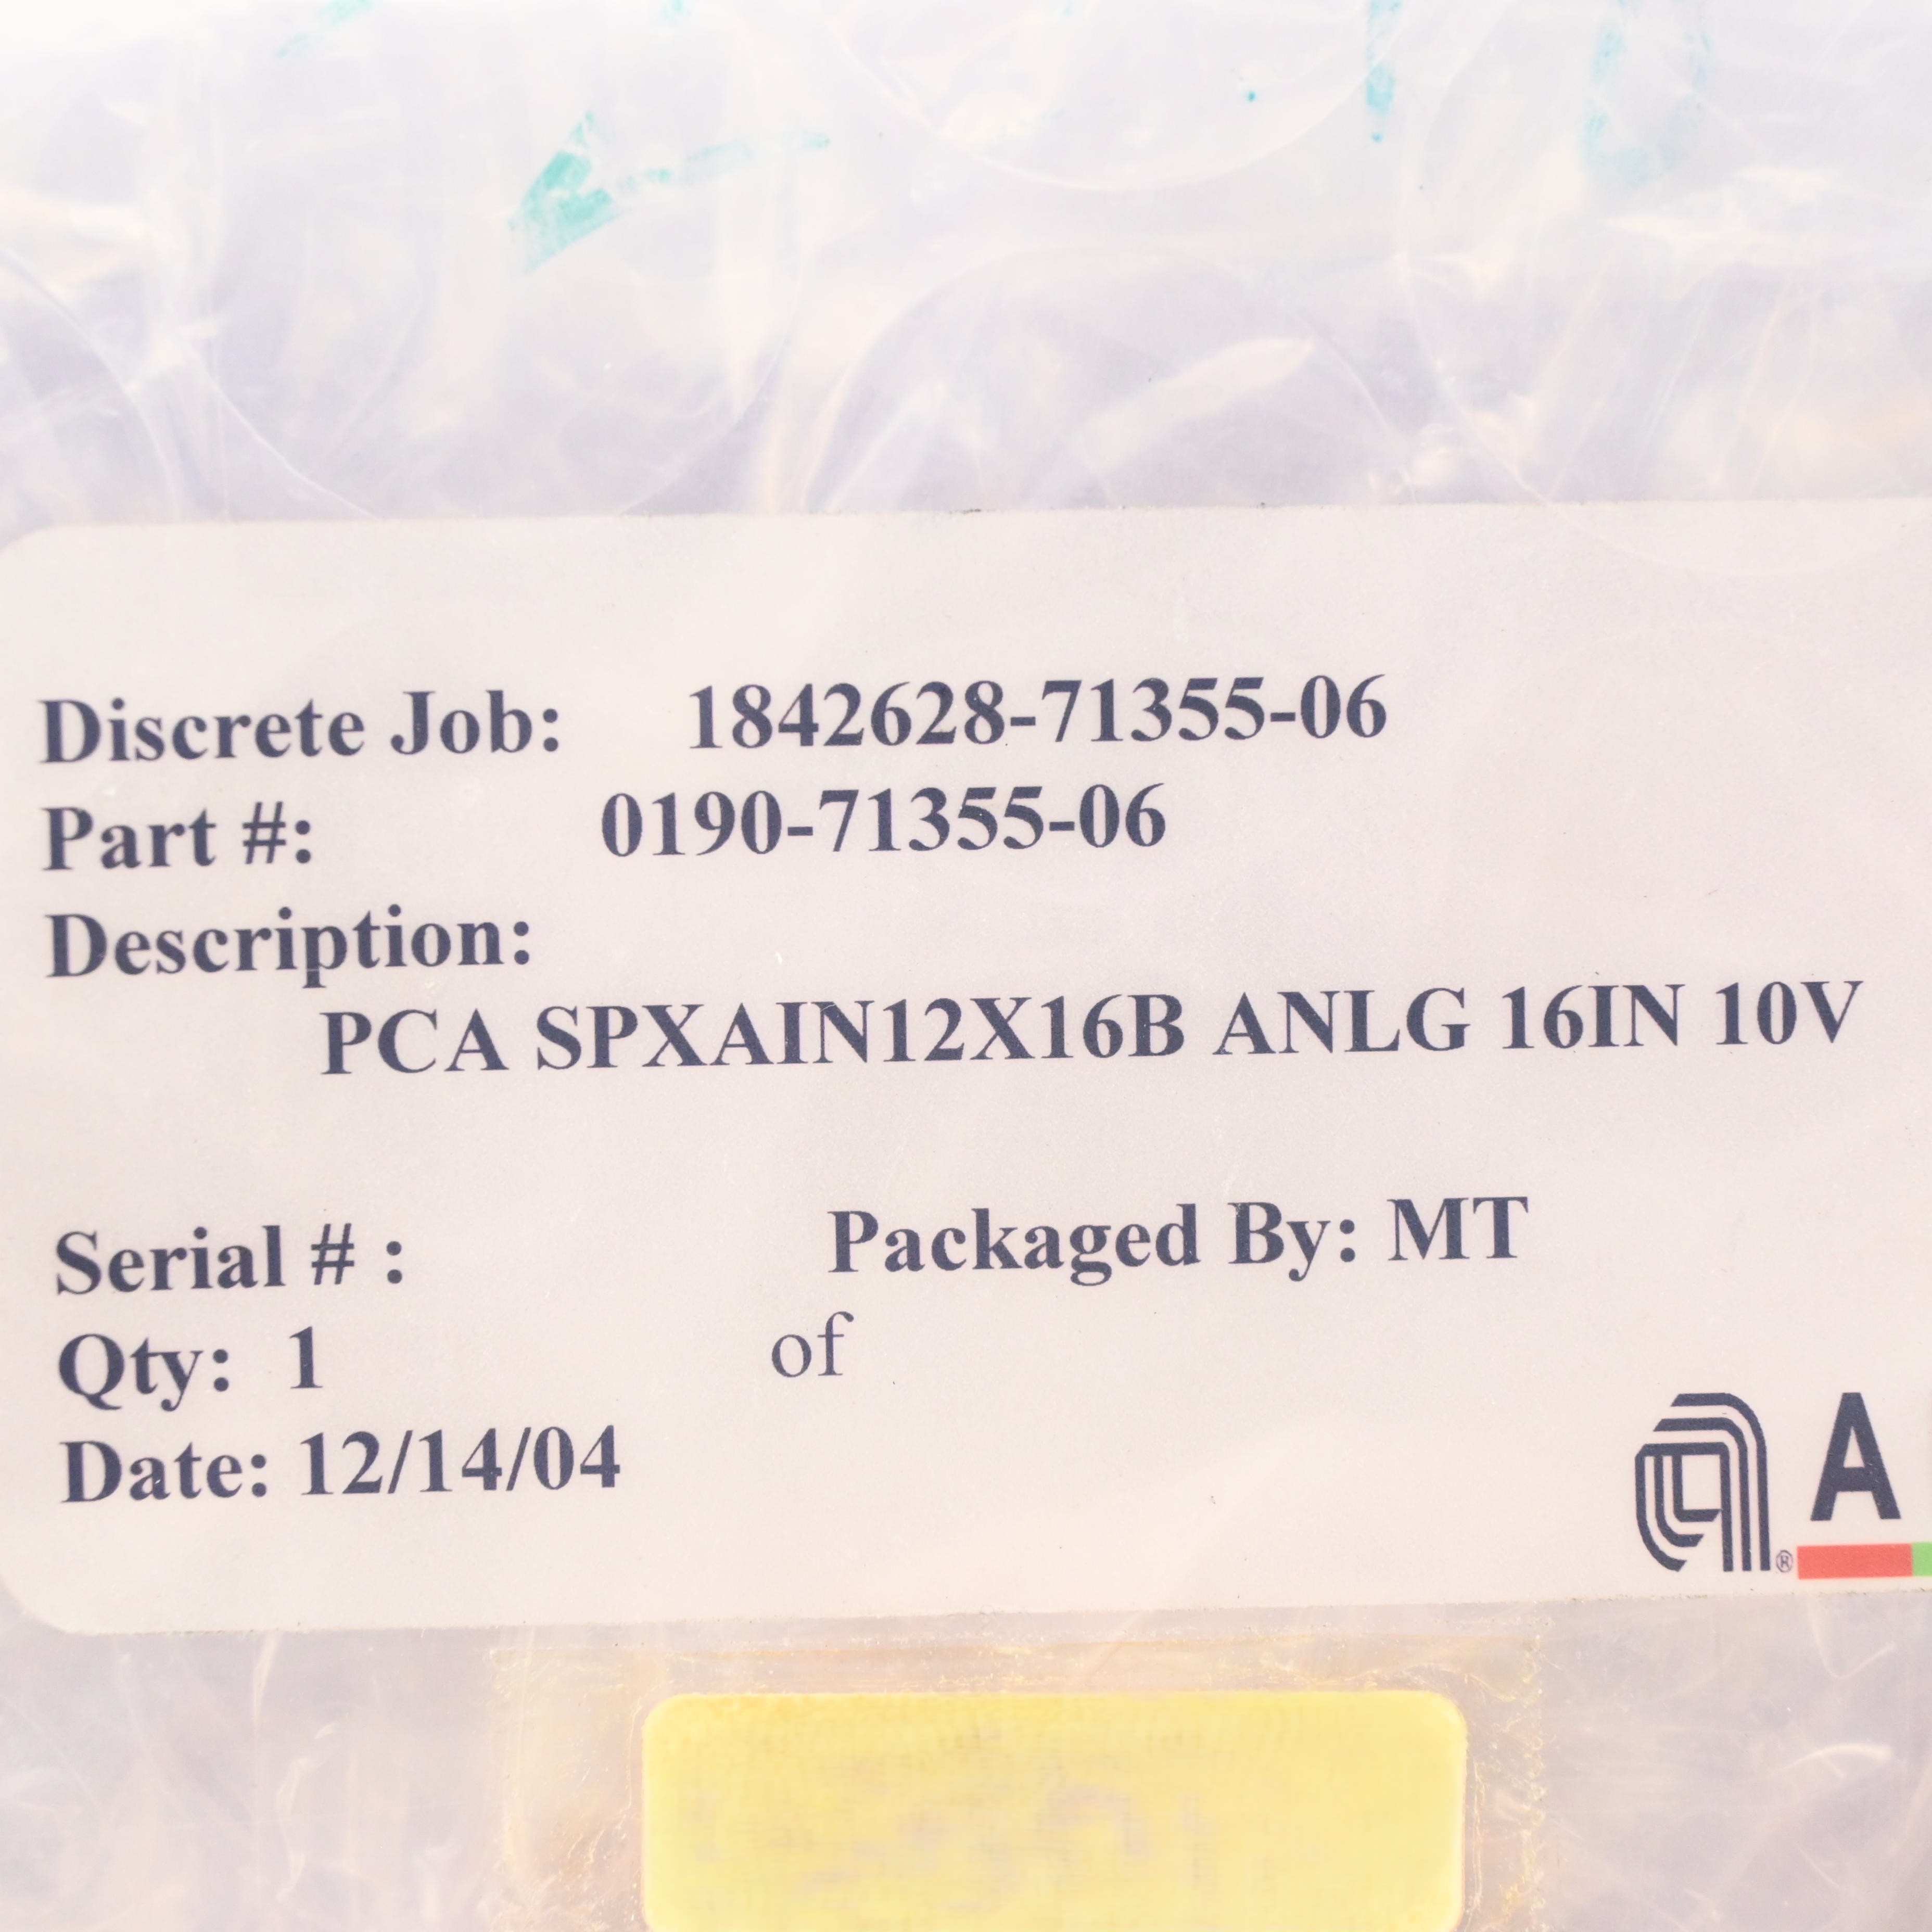 Discrete Job: 1842628-71355-06
Part #: 0190-71355-06
Description:
PCA SPXAIN12X16B ANLG 16IN 10V
Serial # : Packaged By: MT
Qty: 1 of
Date: 12/14/04
® A